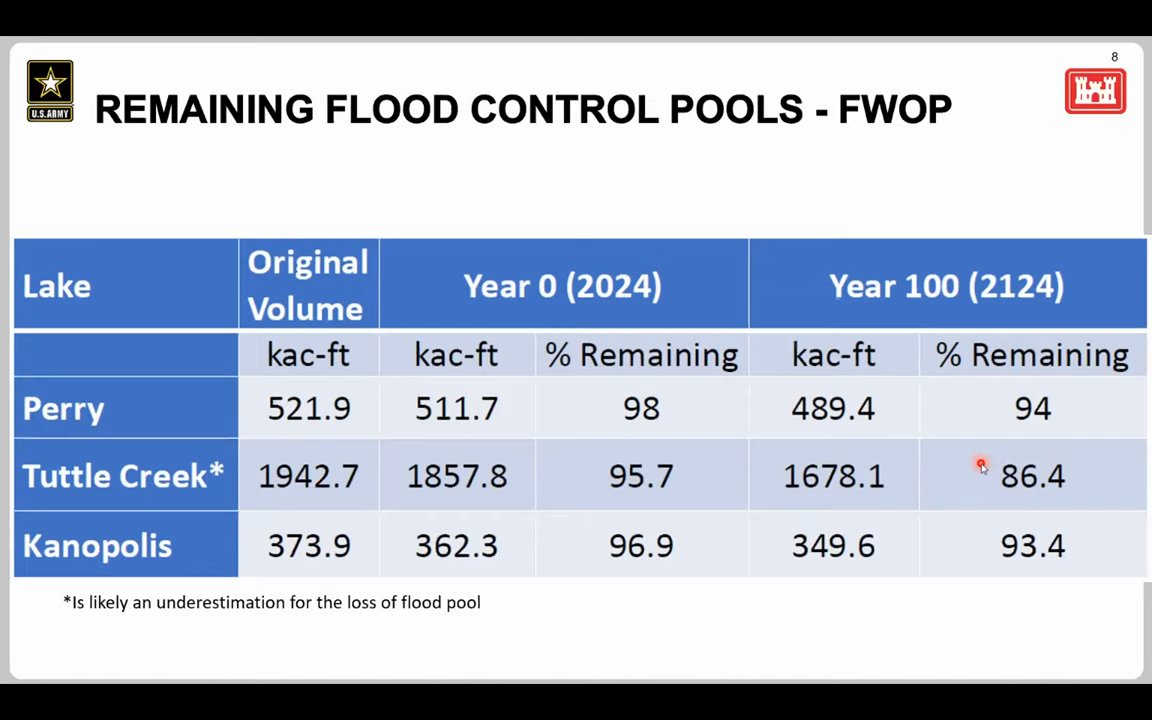 8
U.S.ARMY
REMAINING FLOOD CONTROL POOLS - FWOP
Lake Original Volume Year 0 (2024) Year 100 (2124)
kac-ft kac-ft % Remaining kac-ft % Remaining
Perry 521.9 511.7 98 489.4 94
Tuttle Creek* 1942.7 1857.8 95.7 1678.1 86.4
Kanopolis 373.9 362.3 96.9 349.6 93.4
*Is likely an underestimation for the loss of flood pool